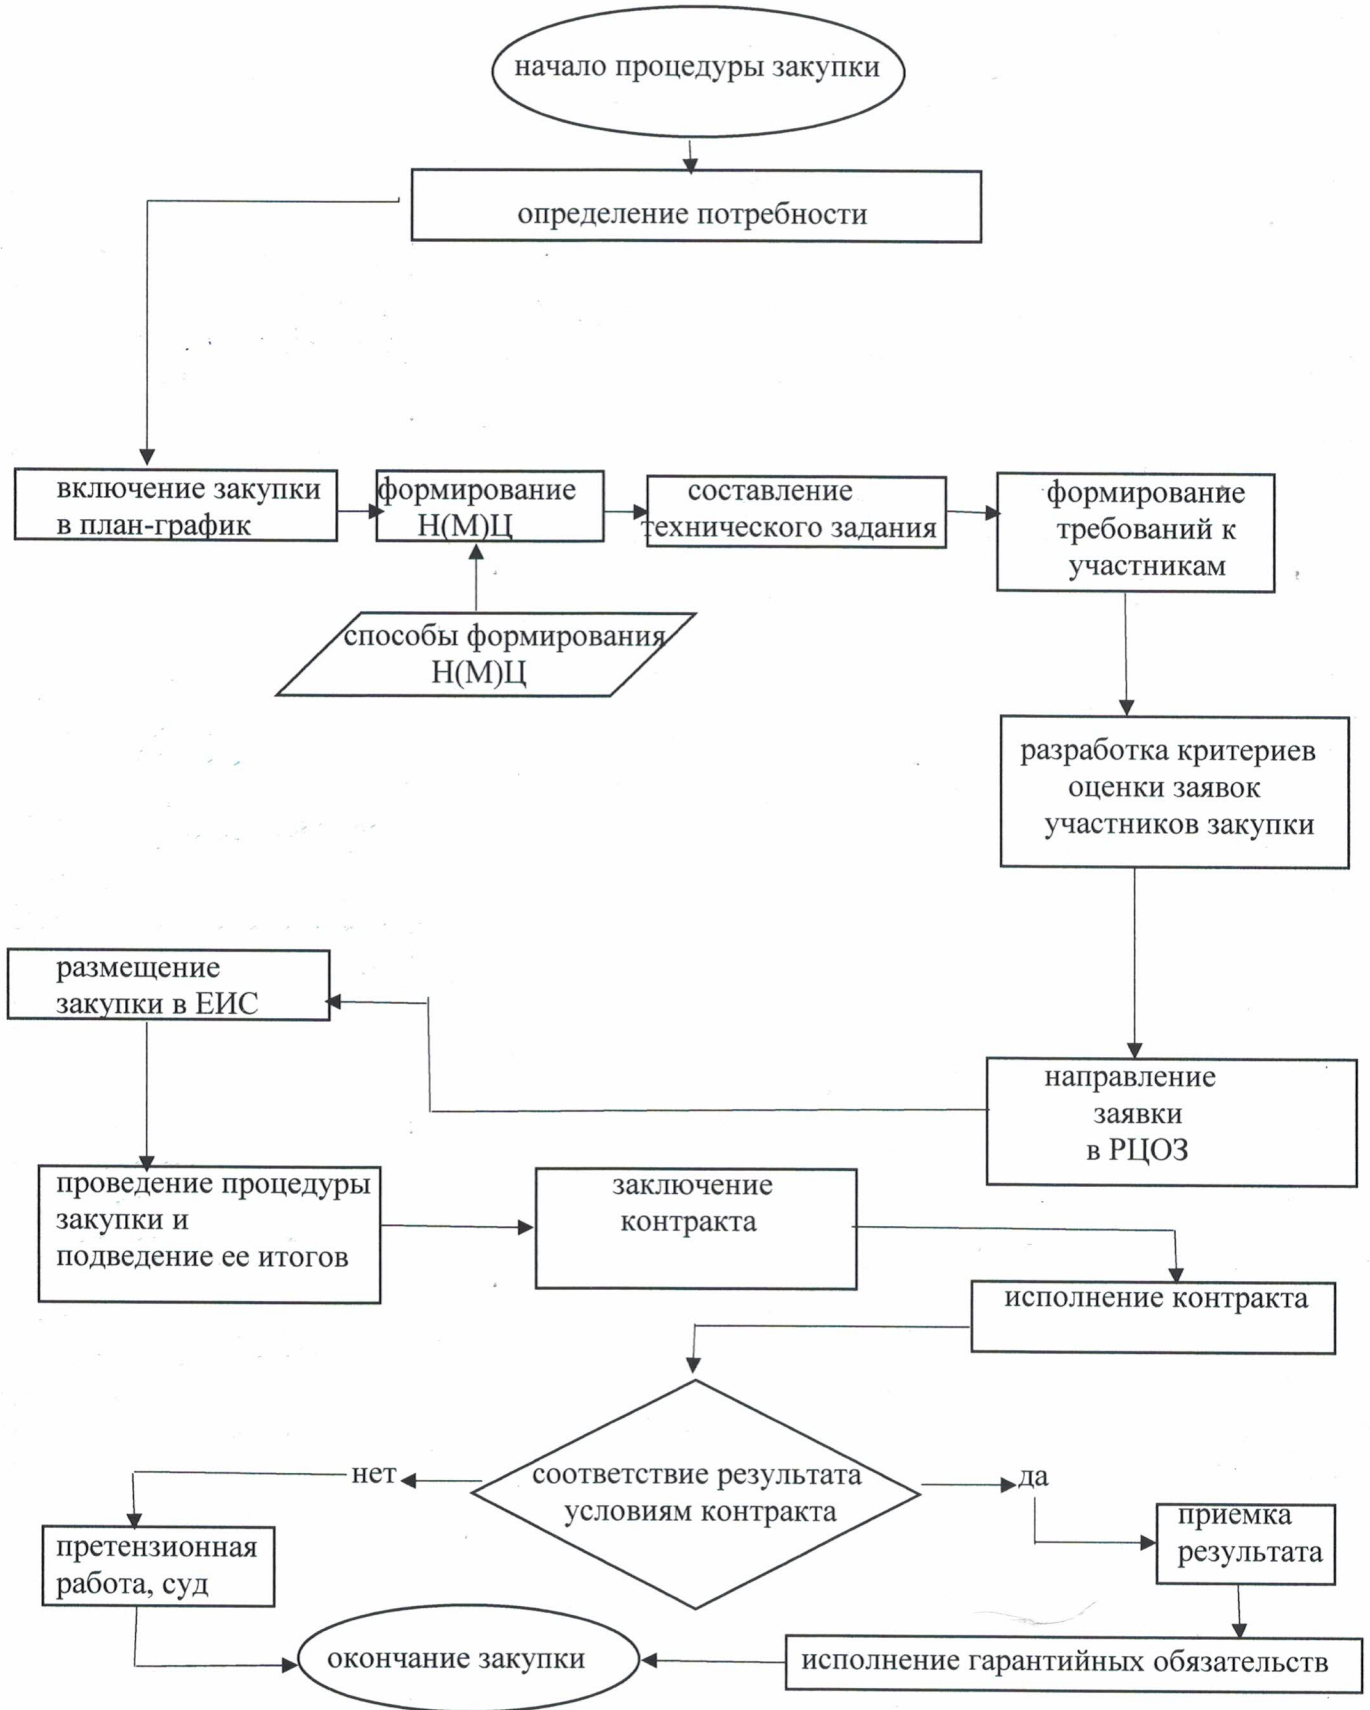 начало процедуры закупки
определение потребности
включение закупки
в план-график
формирование
Н(М)Ц
составление
технического задания
формирование
требований к
участникам
способы формирования
Н(М)Ц
разработка критериев
оценки заявок
участников закупки
размещение
закупки в ЕИС
направление
заявки
в РЦОЗ
проведение процедуры
закупки и
подведение ее итогов
заключение
контракта
исполнение контракта
соответствие результата
условиям контракта
нет
да
претензионная
работа, суд
приемка
результата
окончание закупки
исполнение гарантийных обязательств